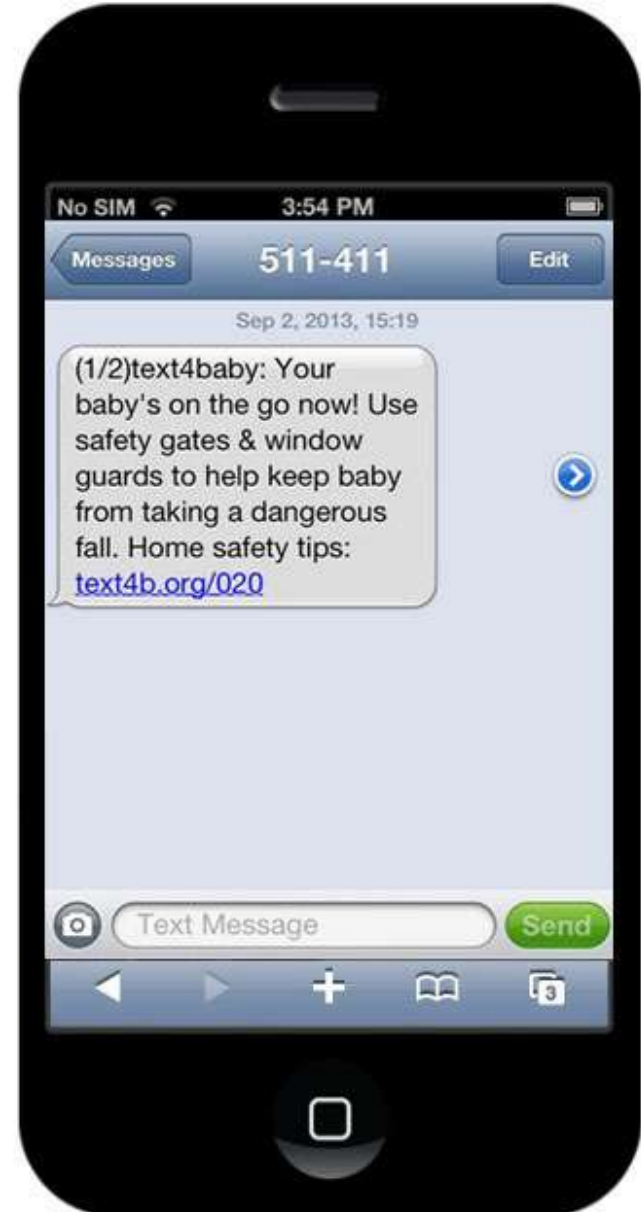 No SIM 3:54 PM
Messages 511-411 Edit
Sep 2, 2013, 15:19
(1/2)text4baby: Your
baby's on the go now! Use
safety gates & window
guards to help keep baby
from taking a dangerous
fall. Home safety tips:
text4b.org/020
Text Message Send
3